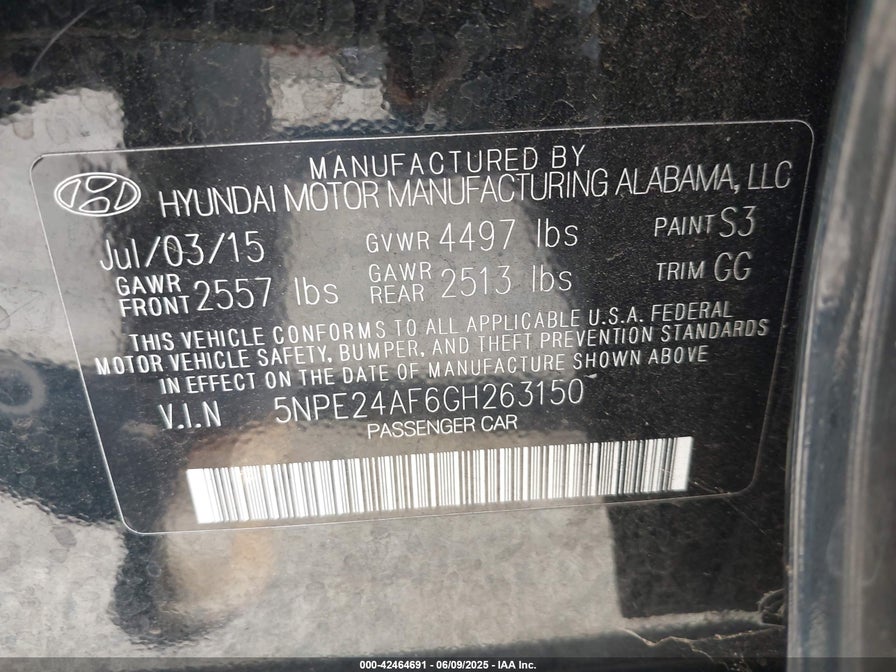 MANUFACTURED BY
HYUNDAI MOTOR MANUFACTURING ALABAMA, LLC
Jul/03/15 GVWR 4497 lbs PAINT S3
GAWR FRONT 2557 lbs GAWR REAR 2513 lbs TRIM GG
THIS VEHICLE CONFORMS TO ALL APPLICABLE U.S.A. FEDERAL
MOTOR VEHICLE SAFETY, BUMPER, AND THEFT PREVENTION STANDARDS
IN EFFECT ON THE DATE OF MANUFACTURE SHOWN ABOVE
V.I.N 5NPE24AF6GH263150
PASSENGER CAR
000-42464691 - 06/09/2025 - IAA Inc.